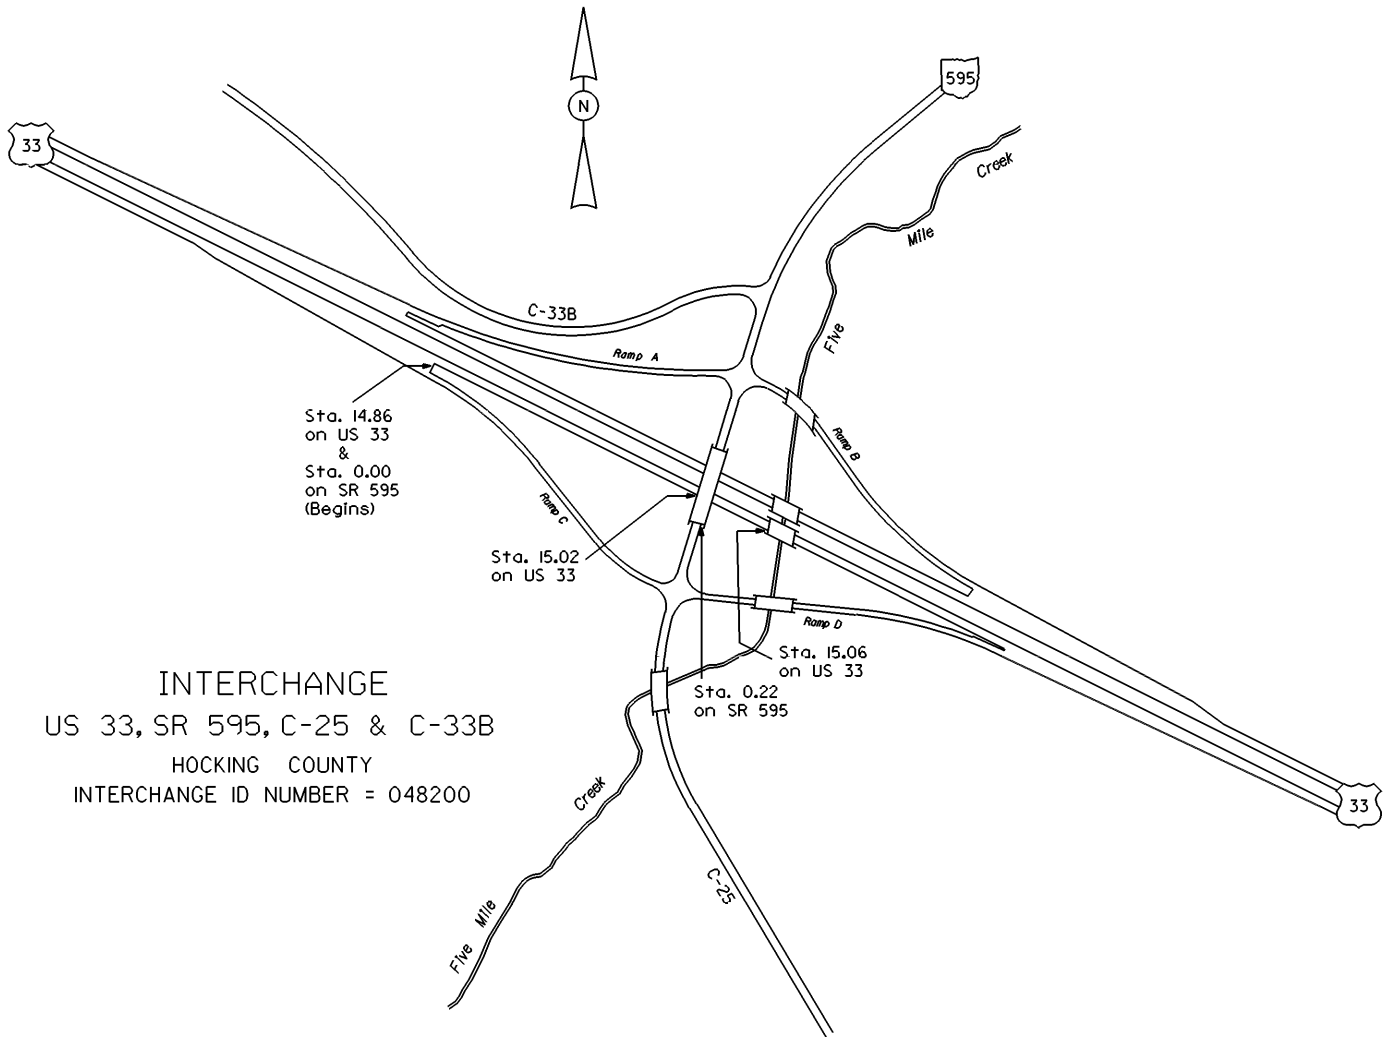 595
N
33
Creek
Mile
C-33B
Five
Ramp A
Sta. 14.86
on US 33
&
Sta. 0.00
on SR 595
(Begins)
Ramp B
Ramp C
Sta. 15.02
on US 33
Ramp D
Sta. 15.06
on US 33
Sta. 0.22
on SR 595
INTERCHANGE
US 33, SR 595, C-25 & C-33B
HOCKING COUNTY
INTERCHANGE ID NUMBER = 048200
33
Creek
C-25
Five Mile